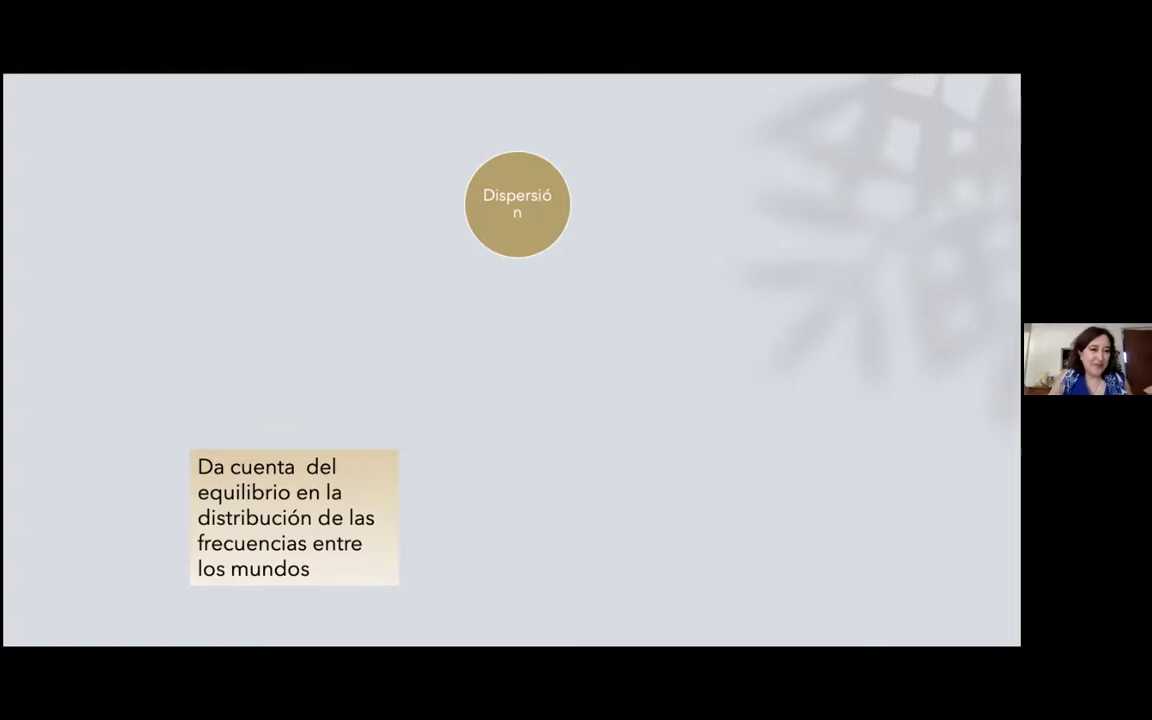 Dispersió
n
Da cuenta  del
equilibrio en la
distribución de las
frecuencias entre
los mundos